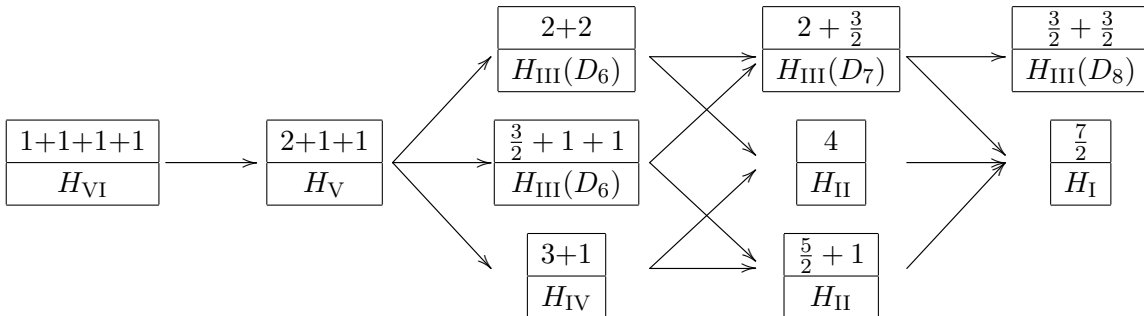 2+2
H_III(D_6)
2 + 3/2
H_III(D_7)
3/2 + 3/2
H_III(D_8)
1+1+1+1
H_VI
2+1+1
H_V
3/2 + 1 + 1
H_III(D_6)
4
H_II
7/2
H_I
3+1
H_IV
5/2 + 1
H_II